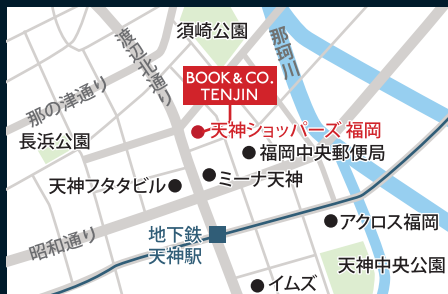 須崎公園
渡辺北通り
那珂川
BOOK & CO.
TENJIN
那の津通り
天神ショッパーズ 福岡
長浜公園
福岡中央郵便局
天神フタタビル
ミーナ天神
アクロス福岡
昭和通り
地下鉄
天神駅
天神中央公園
イムズ